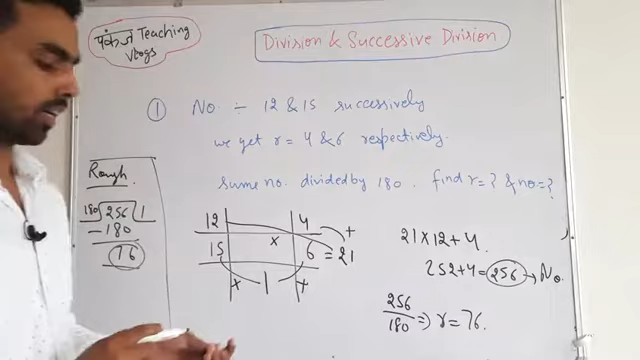 पंकज Teaching
Vlogs
Division & Successive Division
① No ÷ 12 & 15 successively
we get r = 4 & 6 respectively.
same no. divided by 180. find r=? & no=?
Rough.
180 256 1
- 180
76
12 4 +
x
15 6 = 21
x 1 +
21 x 12 + 4
252 + 4 = 256 → No
256
180 ⇒ r = 76.